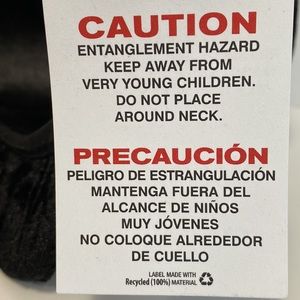 CAUTION
ENTANGLEMENT HAZARD
KEEP AWAY FROM
VERY YOUNG CHILDREN.
DO NOT PLACE
AROUND NECK.
PRECAUCIÓN
PELIGRO DE ESTRANGULACIÓN
MANTENGA FUERA DEL
ALCANCE DE NIÑOS
MUY JÓVENES
NO COLOQUE ALREDEDOR
DE CUELLO
LABEL MADE WITH
Recycled (100%) MATERIAL